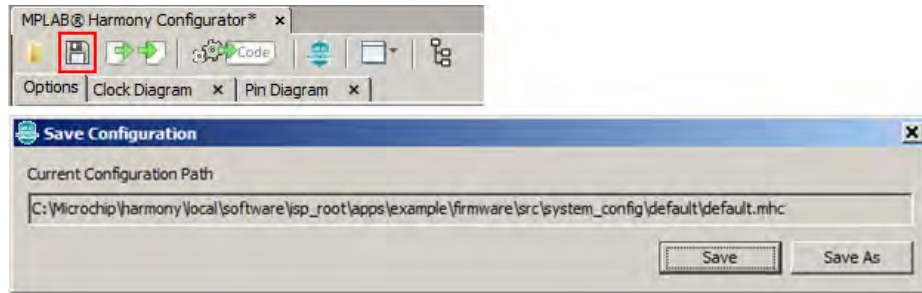 MPLAB® Harmony Configurator* x
Code
Options Clock Diagram x Pin Diagram x
Save Configuration x
Current Configuration Path
C:\Microchip\harmony\local\software\isp_root\apps\example\firmware\src\system_config\default\default.mhc
Save Save As